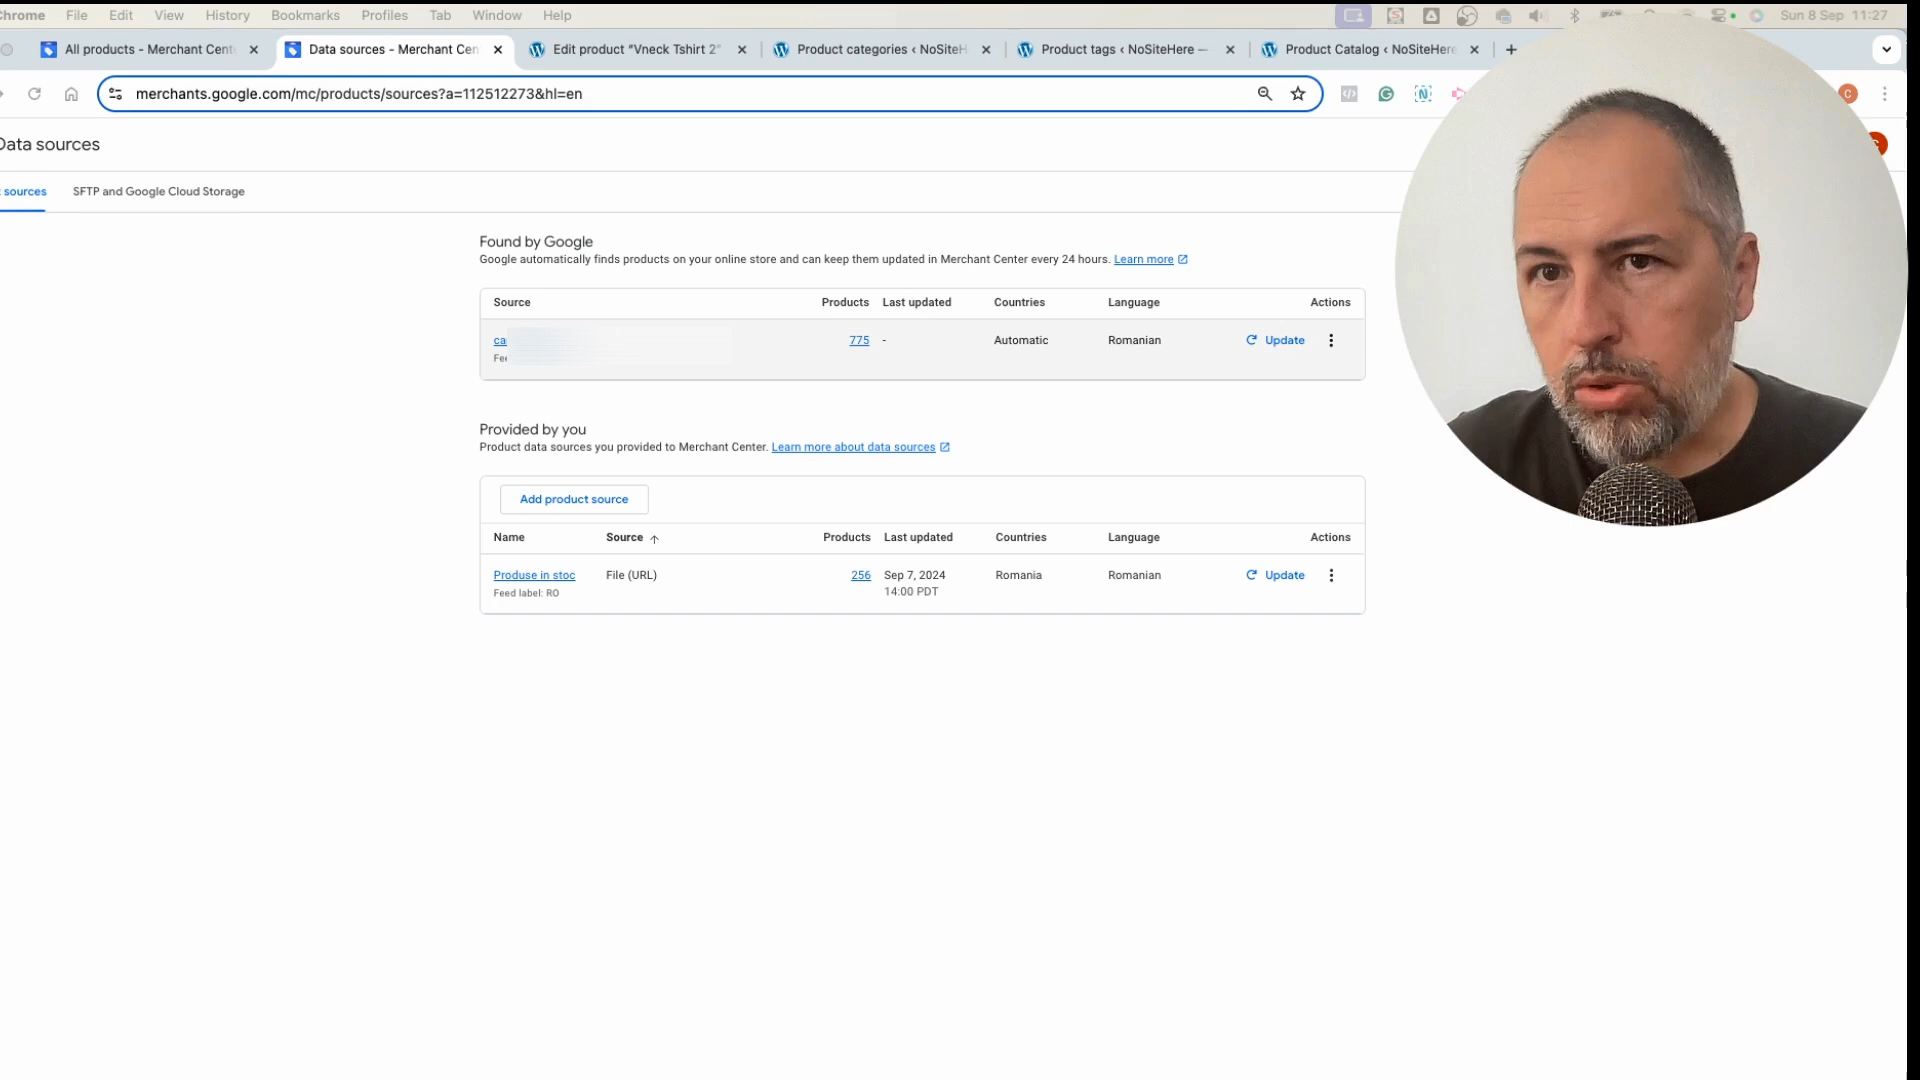 Chrome File Edit View History Bookmarks Profiles Tab Window Help Sun 8 Sep 11:27
All products - Merchant Cent Data sources - Merchant Cen Edit product "Vneck Tshirt 2" Product categories ‹ NoSiteH Product tags ‹ NoSiteHere — Product Catalog ‹ NoSiteHere
merchants.google.com/mc/products/sources?a=112512273&hl=en
Data sources
sources SFTP and Google Cloud Storage
Found by Google
Google automatically finds products on your online store and can keep them updated in Merchant Center every 24 hours. Learn more
Source Products Last updated Countries Language Actions
ca 775 - Automatic Romanian Update
Fee
Provided by you
Product data sources you provided to Merchant Center. Learn more about data sources
Add product source
Name Source Products Last updated Countries Language Actions
Produse in stoc File (URL) 256 Sep 7, 2024 Romania Romanian Update
Feed label: RO 14:00 PDT